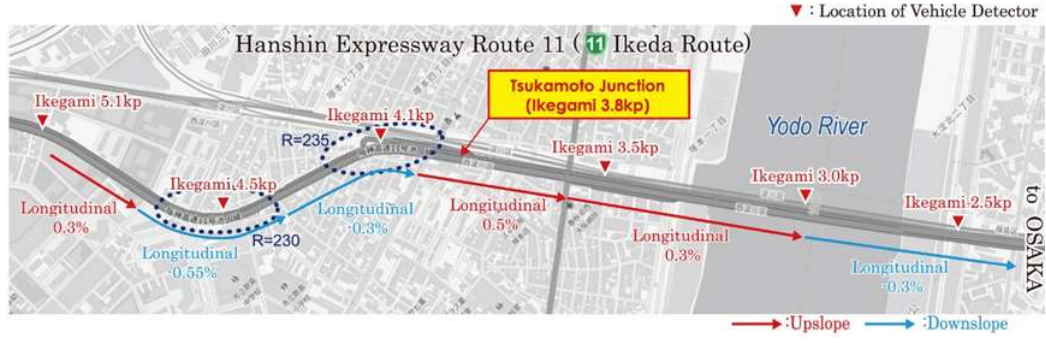 ▼ : Location of Vehicle Detector
Hanshin Expressway Route 11 ( 11 Ikeda Route)
Ikegami 5.1kp
Ikegami 4.1kp
Tsukamoto Junction
(Ikegami 3.8kp)
Yodo River
R=235
Ikegami 3.5kp
Ikegami 4.5kp
Ikegami 3.0kp
Ikegami 2.5kp
to OSAKA
Longitudinal
0.3%
R=230
Longitudinal
-0.3%
Longitudinal
0.5%
Longitudinal
0.3%
Longitudinal
-0.55%
Longitudinal
-0.3%
:Upslope
:Downslope